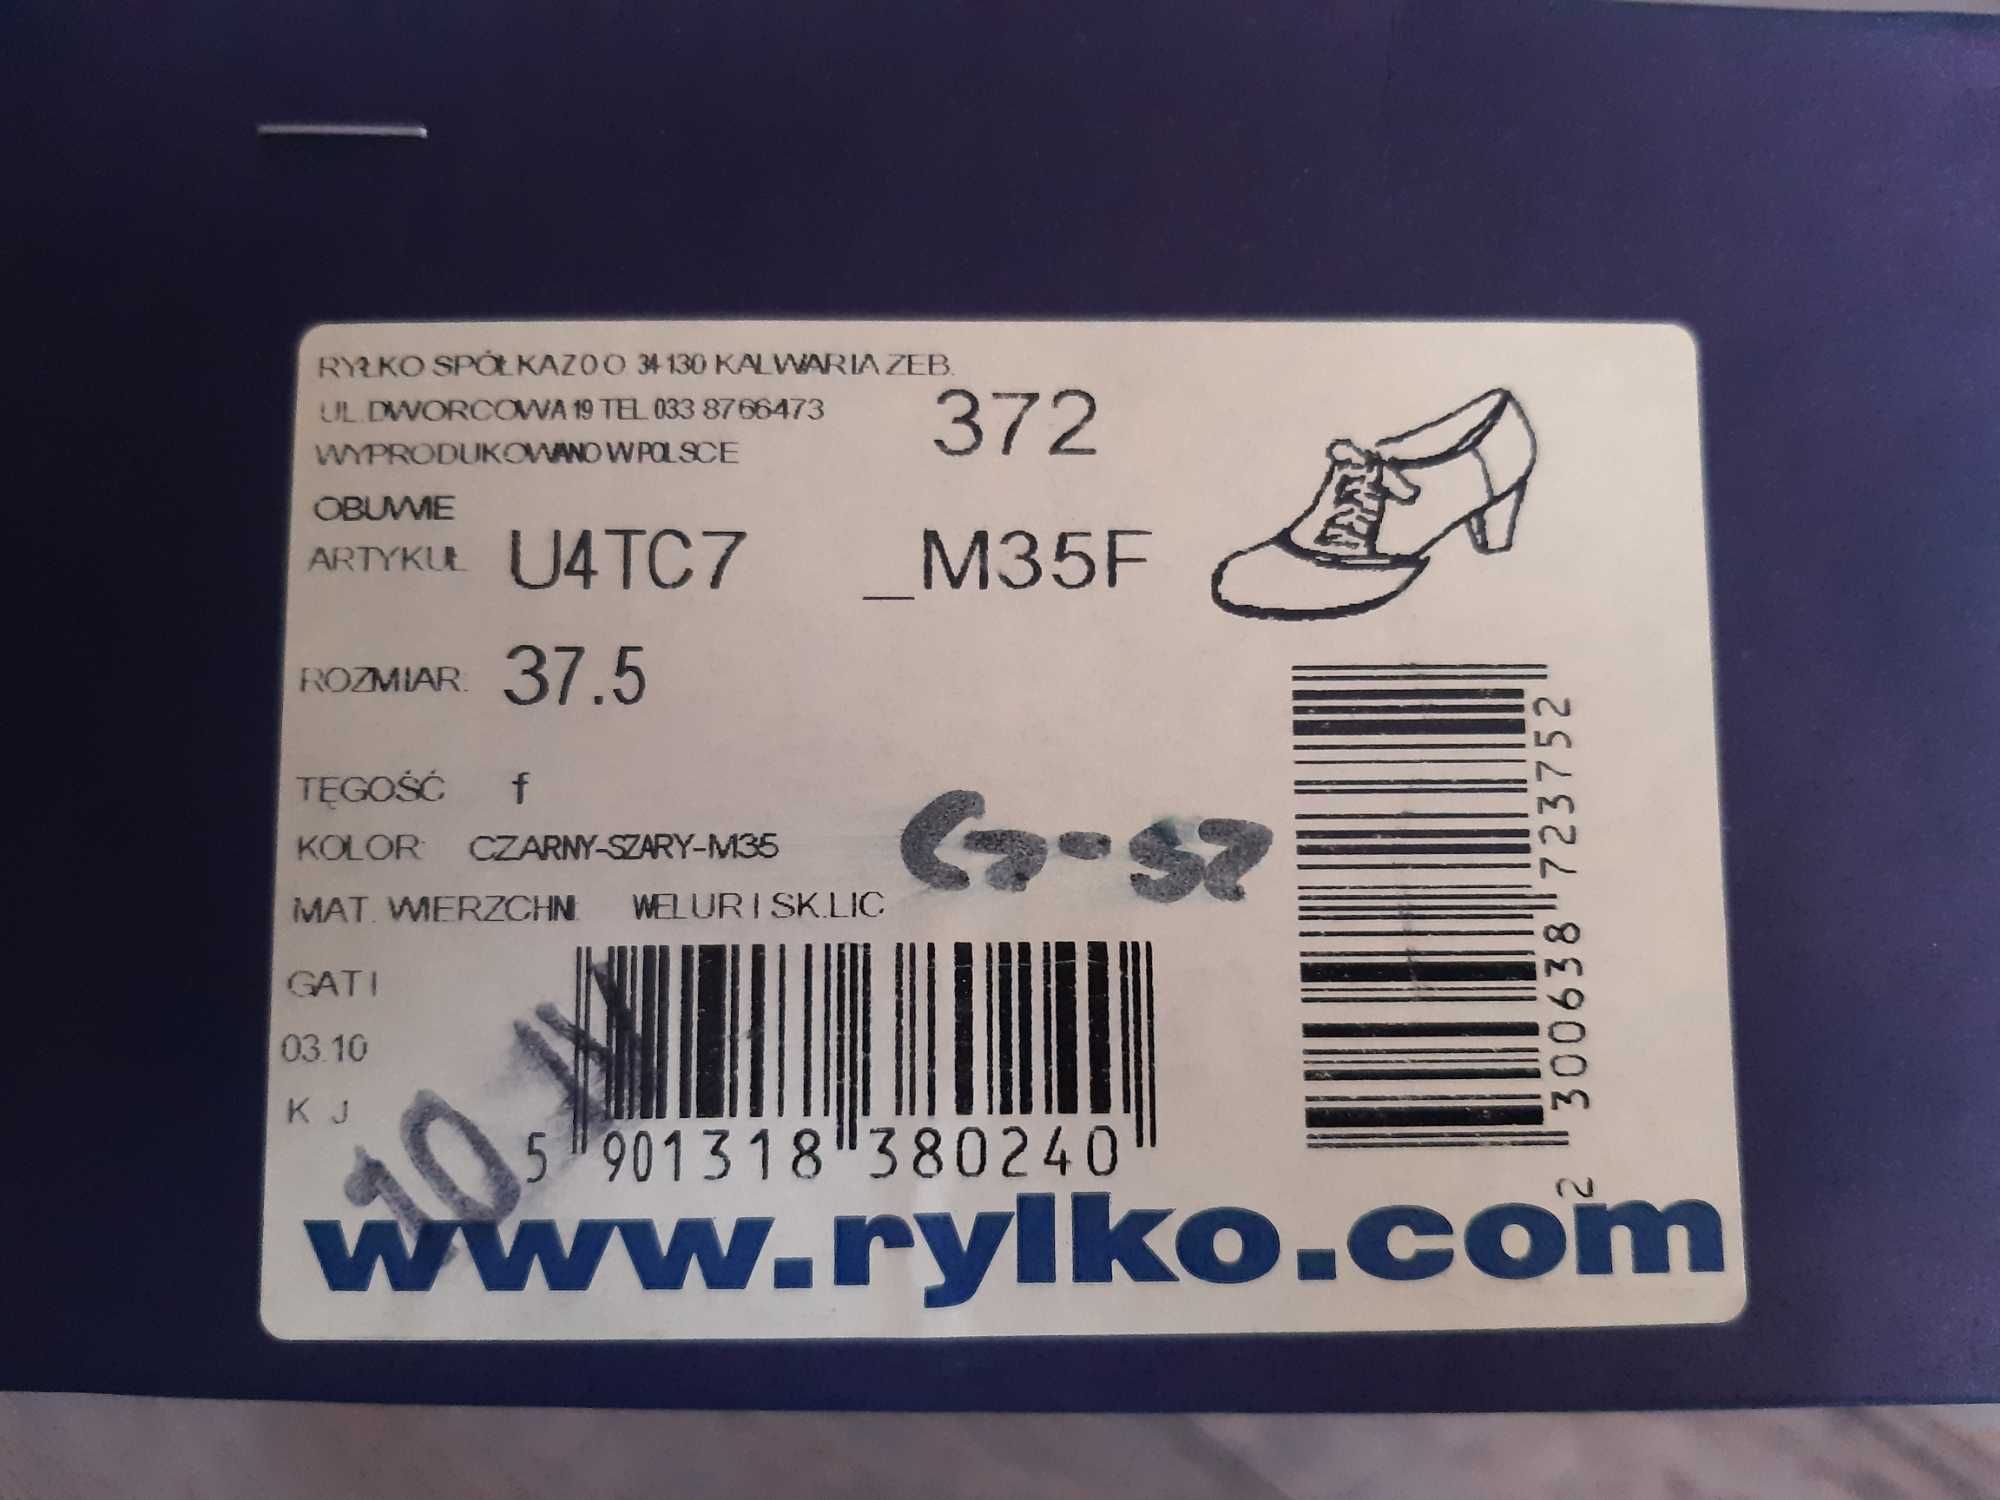 RYŁKO SPÓŁKA Z O O 34 130 KALWARIA ZEB.
UL. DWORCOWA 19 TEL 033 8766473
372
WYPRODUKOWANO W POLSCE
OBUWIE
ARTYKUŁ U4TC7 _M35F
ROZMIAR: 37.5
TĘGOŚĆ f
KOLOR: CZARNY-SZARY-M35
Cz-sz
MAT. WIERZCHNI: WELUR I SK.LIC
GAT I
03.10
K J
5 901318 380240
2 300638 723752
www.rylko.com